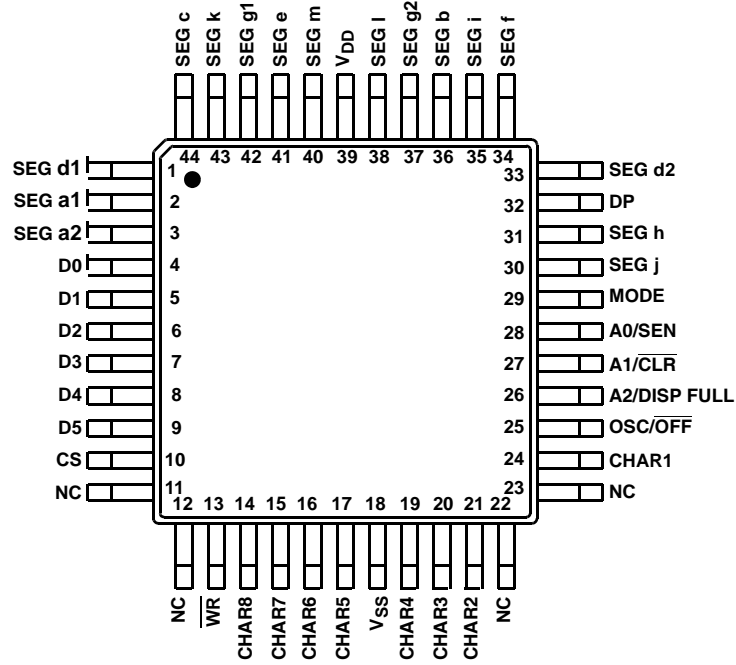 SEG c
SEG k
SEG g1
SEG e
SEG m
VDD
SEG l
SEG g2
SEG b
SEG i
SEG f
44 43 42 41 40 39 38 37 36 35 34
SEG d1 1
SEG a1 2
SEG a2 3
D0 4
D1 5
D2 6
D3 7
D4 8
D5 9
CS 10
NC 11
33 SEG d2
32 DP
31 SEG h
30 SEG j
29 MODE
28 A0/SEN
27 A1/CLR
26 A2/DISP FULL
25 OSC/OFF
24 CHAR1
23 NC
12 13 14 15 16 17 18 19 20 21 22
NC
WR
CHAR8
CHAR7
CHAR6
CHAR5
VSS
CHAR4
CHAR3
CHAR2
NC